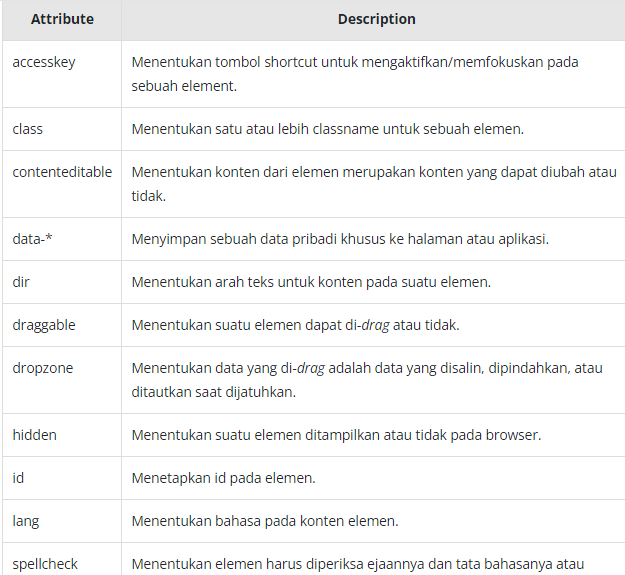 Attribute Description
accesskey Menentukan tombol shortcut untuk mengaktifkan/memfokuskan pada
sebuah element.
class Menentukan satu atau lebih classname untuk sebuah elemen.
contenteditable Menentukan konten dari elemen merupakan konten yang dapat diubah atau
tidak.
data-* Menyimpan sebuah data pribadi khusus ke halaman atau aplikasi.
dir Menentukan arah teks untuk konten pada suatu elemen.
draggable Menentukan suatu elemen dapat di-drag atau tidak.
dropzone Menentukan data yang di-drag adalah data yang disalin, dipindahkan, atau
ditautkan saat dijatuhkan.
hidden Menentukan suatu elemen ditampilkan atau tidak pada browser.
id Menetapkan id pada elemen.
lang Menentukan bahasa pada konten elemen.
spellcheck Menentukan elemen harus diperiksa ejaannya dan tata bahasanya atau